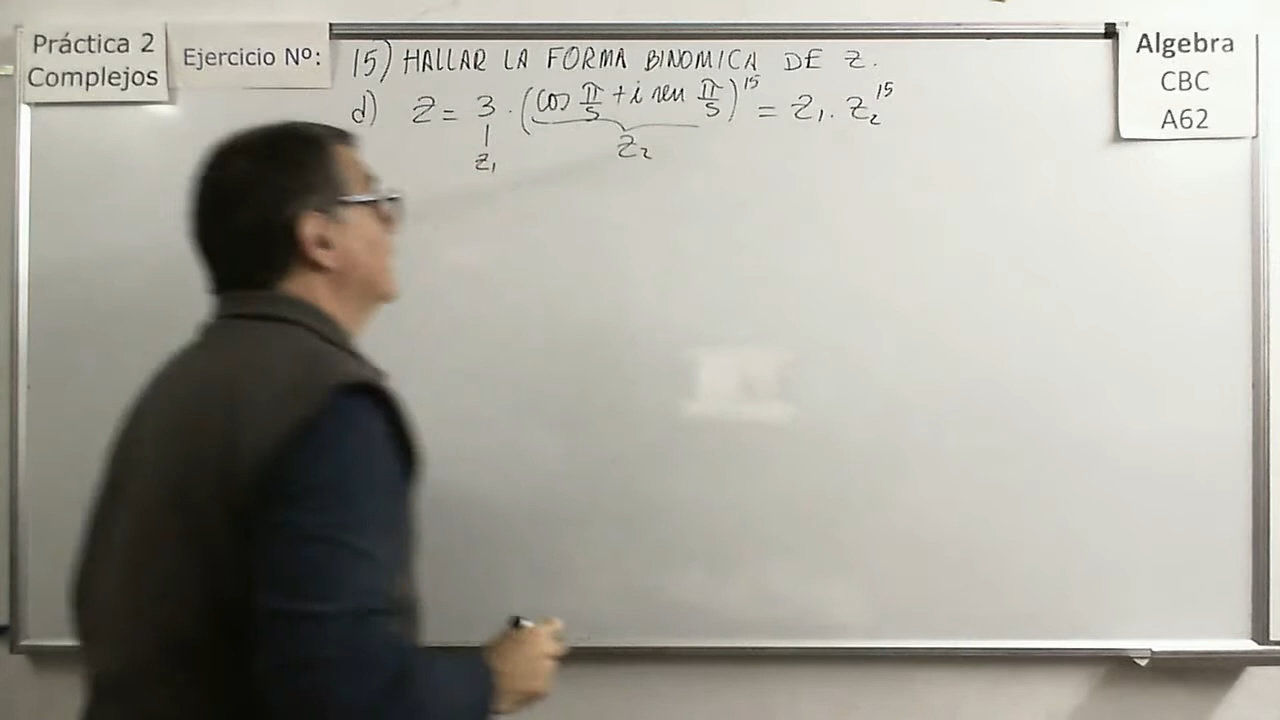 Práctica 2
Complejos
Ejercicio Nº:
15) HALLAR LA FORMA BINOMICA DE Z.
d) Z = 3 · (cos π/5 + i sen π/5)^15 = Z₁ · Z₂^15
Z₁
Z₂
Algebra
CBC
A62